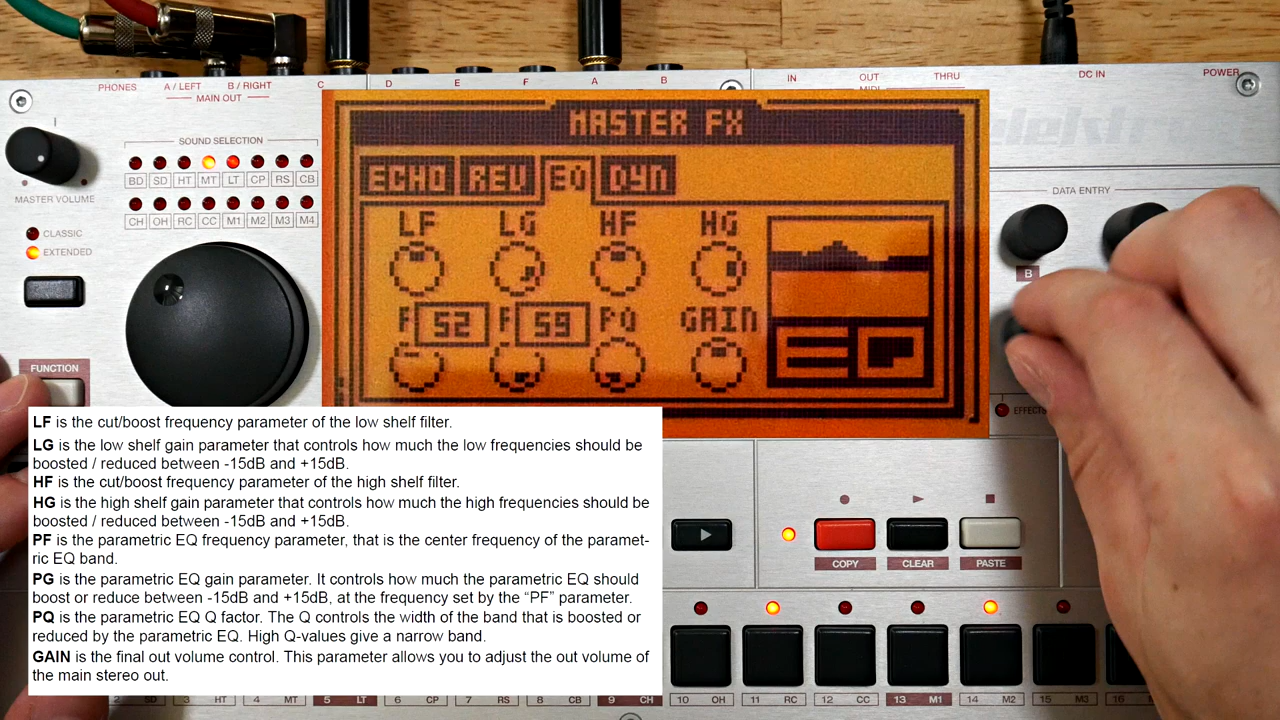 PHONES
A / LEFT
B / RIGHT
MAIN OUT
C
D
E
F
A
B
IN
OUT
THRU
MIDI
DC IN
POWER
MASTER VOLUME
SOUND SELECTION
BD SD HT MT LT CP RS CB
CH OH RC CC M1 M2 M3 M4
CLASSIC
EXTENDED
FUNCTION
DATA ENTRY
B
EFFECTS
MASTER FX
ECHO REV EQ DYN
LF LG HF HG
52 59 PQ GAIN
EQ
LF is the cut/boost frequency parameter of the low shelf filter.
LG is the low shelf gain parameter that controls how much the low frequencies should be
boosted / reduced between -15dB and +15dB.
HF is the cut/boost frequency parameter of the high shelf filter.
HG is the high shelf gain parameter that controls how much the high frequencies should be
boosted / reduced between -15dB and +15dB.
PF is the parametric EQ frequency parameter, that is the center frequency of the paramet-
ric EQ band.
PG is the parametric EQ gain parameter. It controls how much the parametric EQ should
boost or reduce between -15dB and +15dB, at the frequency set by the “PF” parameter.
PQ is the parametric EQ Q factor. The Q controls the width of the band that is boosted or
reduced by the parametric EQ. High Q-values give a narrow band.
GAIN is the final out volume control. This parameter allows you to adjust the out volume of
the main stereo out.
COPY
CLEAR
PASTE
2 SD 3 HT 4 MT 5 LT 6 CP 7 RS 8 CB 9 CH 10 OH 11 RC 12 CC 13 M1 14 M2 15 M3 16